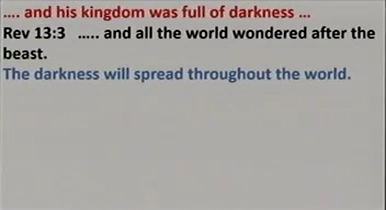 .... and his kingdom was full of darkness ...
Rev 13:3 ..... and all the world wondered after the
beast.
The darkness will spread throughout the world.